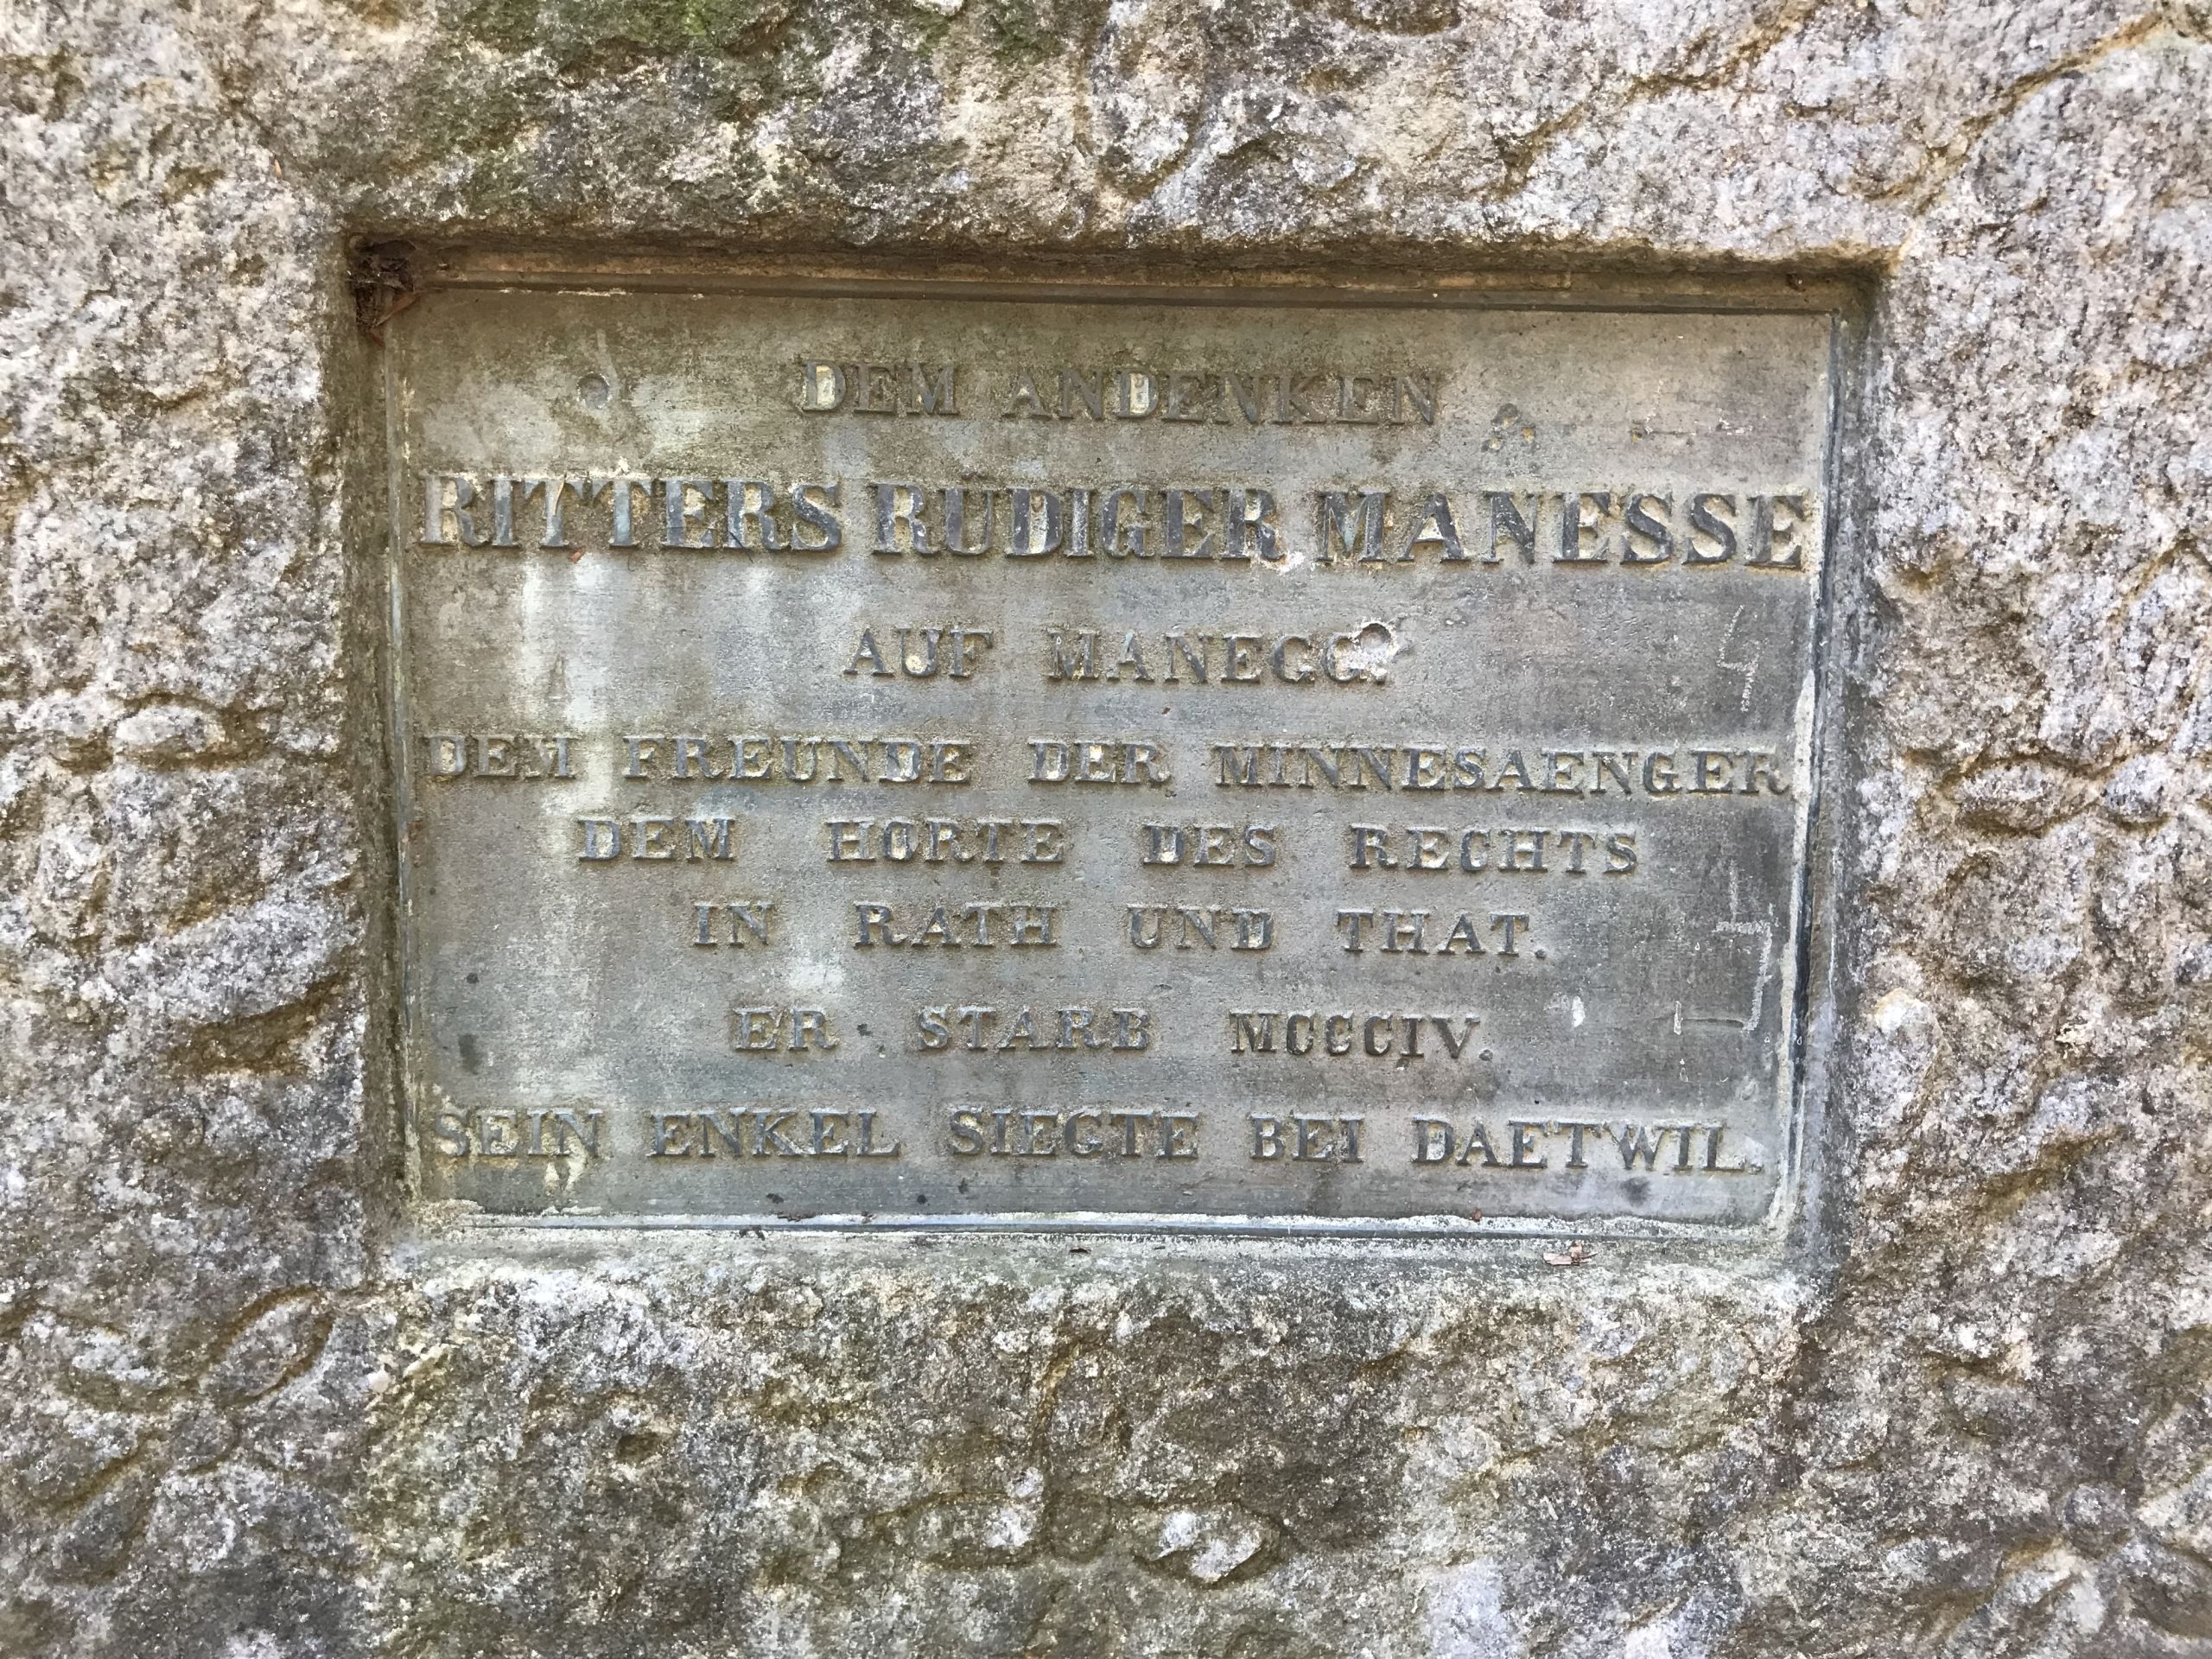 DEM ANDENKEN
RITTERS RÜDIGER MANESSE
AUF MANEGG.
DEM FREUNDE DER MINNESAENGER
DEM HORTE DES RECHTS
IN RATH UND THAT.
ER STARB MCCCIV.
SEIN ENKEL SIEGTE BEI DAETWIL.